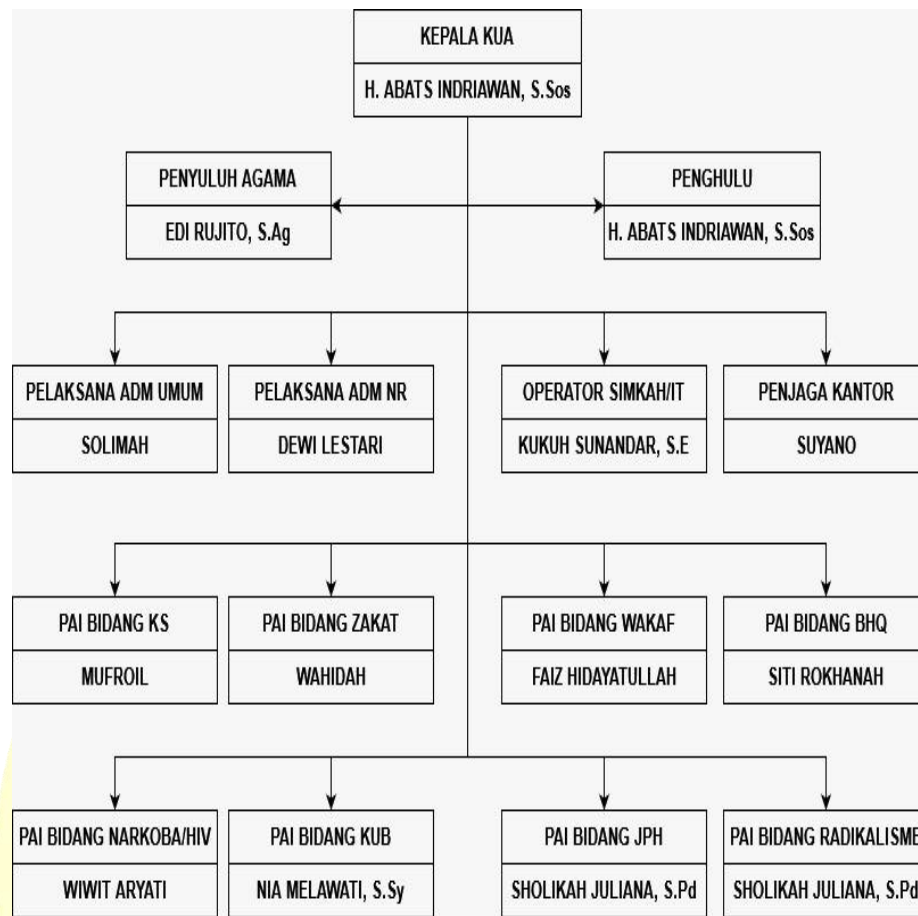 KEPALA KUA
H. ABATS INDRIAWAN, S.Sos
PENYULUH AGAMA
EDI RUJITO, S.Ag
PENGHULU
H. ABATS INDRIAWAN, S.Sos
PELAKSANA ADM UMUM
SOLIMAH
PELAKSANA ADM NR
DEWI LESTARI
OPERATOR SIMKAH/IT
KUKUH SUNANDAR, S.E
PENJAGA KANTOR
SUYANO
PAI BIDANG KS
MUFROIL
PAI BIDANG ZAKAT
WAHIDAH
PAI BIDANG WAKAF
FAIZ HIDAYATULLAH
PAI BIDANG BHQ
SITI ROKHANAH
PAI BIDANG NARKOBA/HIV
WIWIT ARYATI
PAI BIDANG KUB
NIA MELAWATI, S.Sy
PAI BIDANG JPH
SHOLIKAH JULIANA, S.Pd
PAI BIDANG RADIKALISME
SHOLIKAH JULIANA, S.Pd